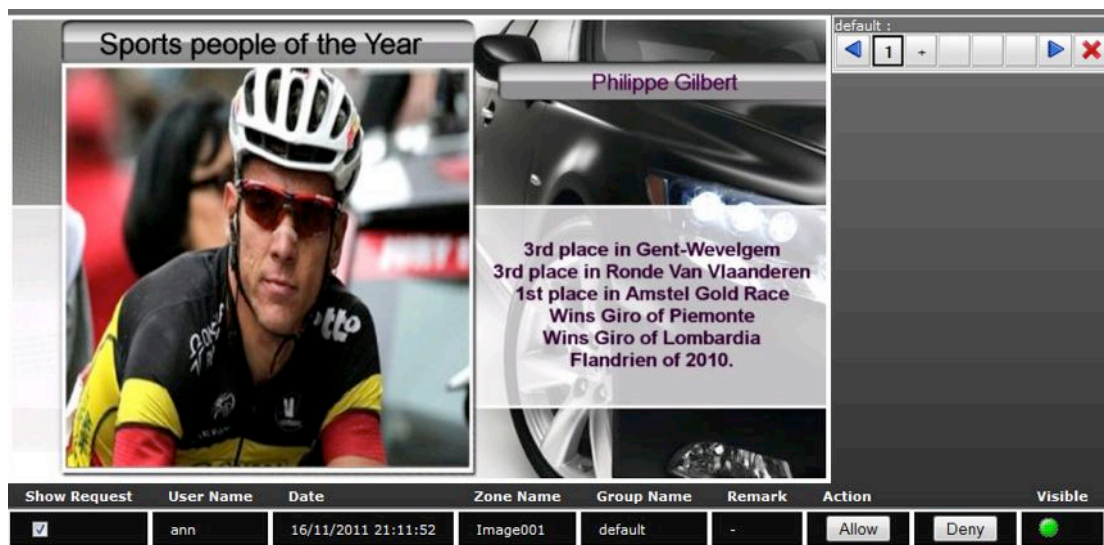 Sports people of the Year
Philippe Gilbert
3rd place in Gent-Wevelgem
3rd place in Ronde Van Vlaanderen
1st place in Amstel Gold Race
Wins Giro of Piemonte
Wins Giro of Lombardia
Flandrien of 2010.
otto
default :
1 +
Show Request User Name Date Zone Name Group Name Remark Action Visible
ann 16/11/2011 21:11:52 Image001 default - Allow Deny